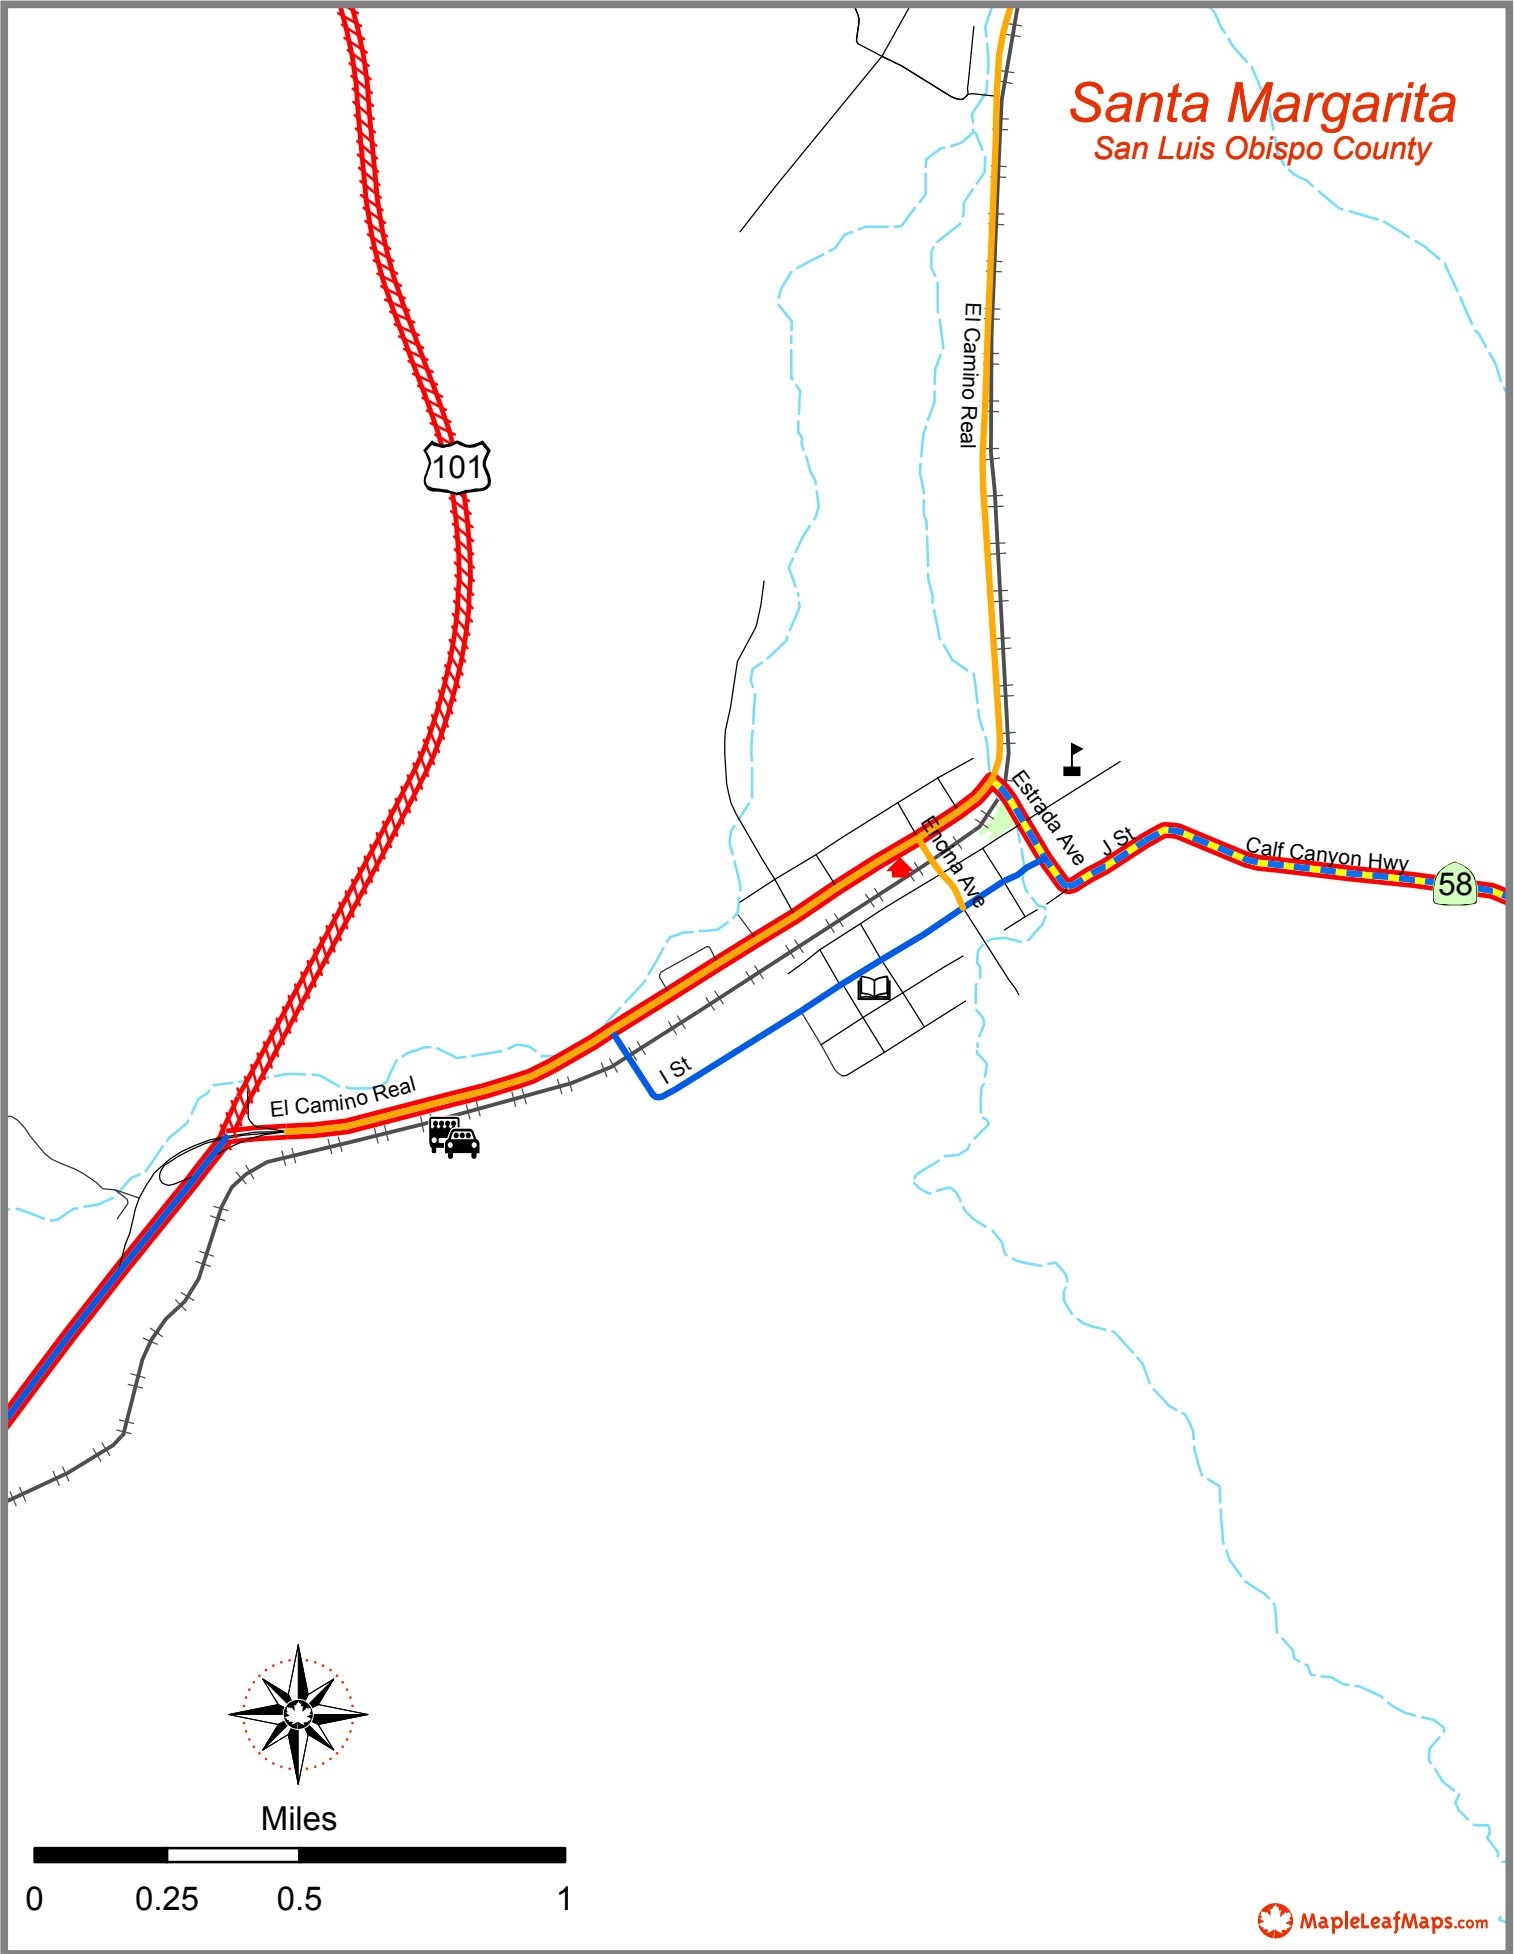 Santa Margarita
San Luis Obispo County
El Camino Real
101
Estrada Ave
Encina Ave
J St
Calf Canyon Hwy
58
I St
El Camino Real
Miles
0 0.25 0.5 1
MapleLeafMaps.com